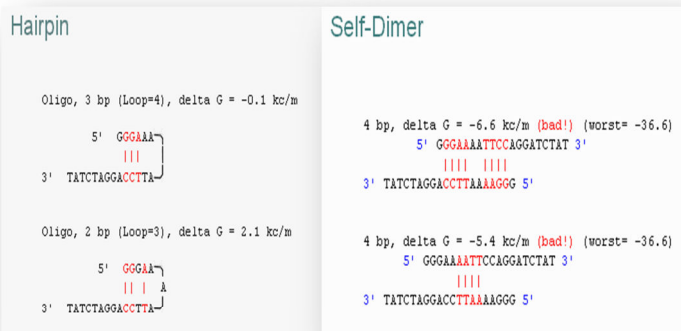 Hairpin
Oligo, 3 bp (Loop=4), delta G = -0.1 kc/m
5' GGGAAA
3' TATCTAGGACCTTA
Oligo, 2 bp (Loop=3), delta G = 2.1 kc/m
5' GGGAA
A
3' TATCTAGGACCTTA
Self-Dimer
4 bp, delta G = -6.6 kc/m (bad!) (worst= -36.6)
5' GGGAAAATTCCAGGATCTAT 3'
3' TATCTAGGACCTTAAAAGGG 5'
4 bp, delta G = -5.4 kc/m (bad!) (worst= -36.6)
5' GGGAAAATTCCAGGATCTAT 3'
3' TATCTAGGACCTTAAAAGGG 5'